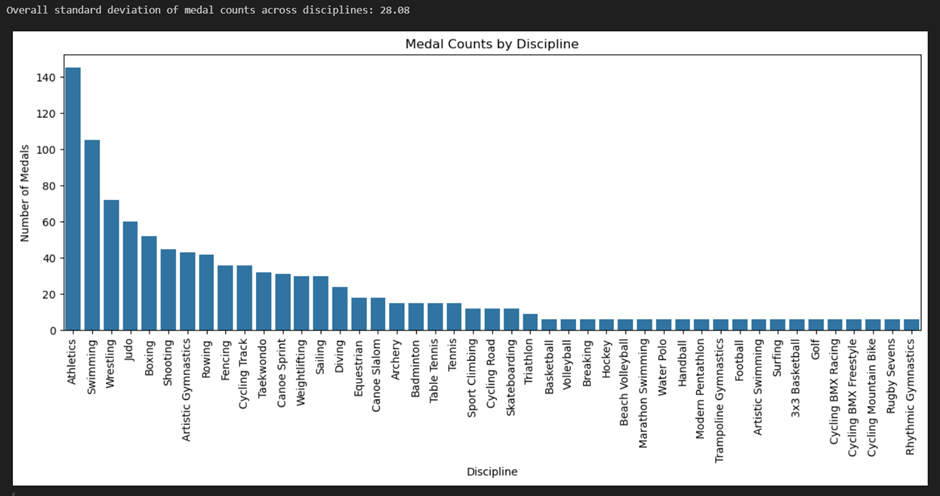 Overall standard deviation of medal counts across disciplines: 28.08
Medal Counts by Discipline
Number of Medals
140
120
100
80
60
40
20
0
Athletics
Swimming
Wrestling
Judo
Boxing
Shooting
Artistic Gymnastics
Rowing
Fencing
Cycling Track
Taekwondo
Canoe Sprint
Weightlifting
Sailing
Diving
Equestrian
Canoe Slalom
Archery
Badminton
Table Tennis
Tennis
Sport Climbing
Cycling Road
Skateboarding
Triathlon
Basketball
Volleyball
Breaking
Hockey
Beach Volleyball
Marathon Swimming
Water Polo
Handball
Modern Pentathlon
Trampoline Gymnastics
Football
Artistic Swimming
Surfing
3x3 Basketball
Golf
Cycling BMX Racing
Cycling BMX Freestyle
Cycling Mountain Bike
Rugby Sevens
Rhythmic Gymnastics
Discipline